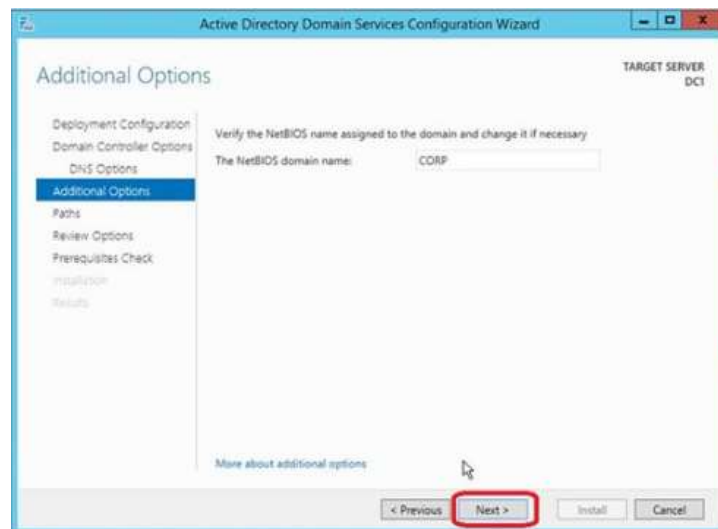 Active Directory Domain Services Configuration Wizard
Additional Options
TARGET SERVER
DC1
Deployment Configuration
Domain Controller Options
DNS Options
Additional Options
Paths
Review Options
Prerequisites Check
Installation
Results
Verify the NetBIOS name assigned to the domain and change it if necessary
The NetBIOS domain name: CORP
More about additional options
< Previous Next > Install Cancel